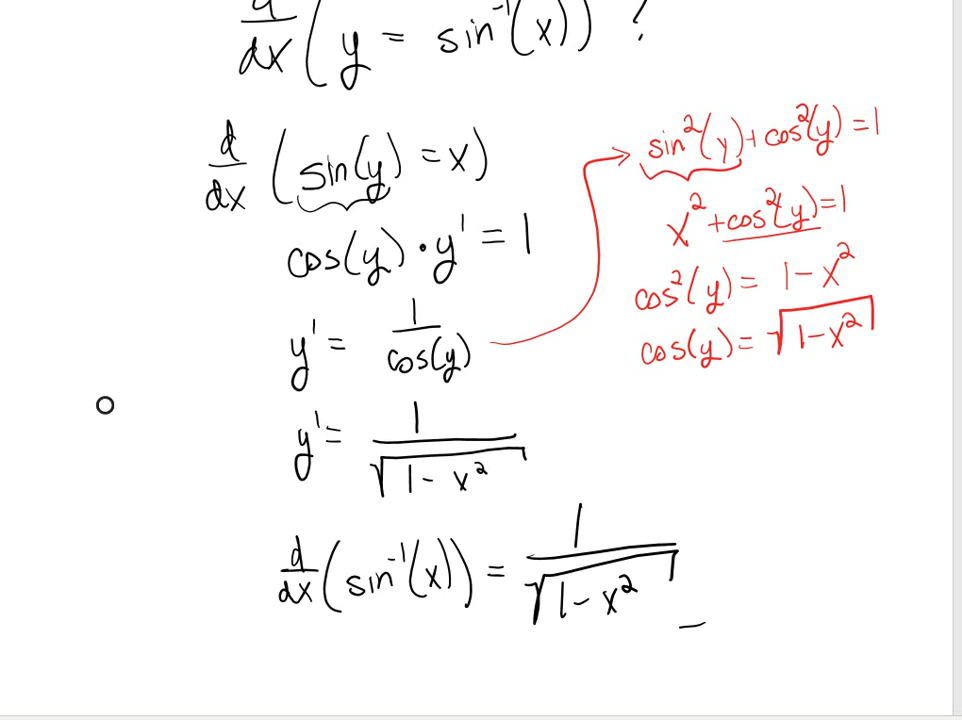 d/dx (y = sin⁻¹(x)) ?
d/dx (sin(y) = x)
cos(y) · y' = 1
y' = 1/cos(y)
y' = 1/√(1 - x²)
d/dx (sin⁻¹(x)) = 1/√(1 - x²)
sin²(y) + cos²(y) = 1
x² + cos²(y) = 1
cos²(y) = 1 - x²
cos(y) = √(1 - x²)